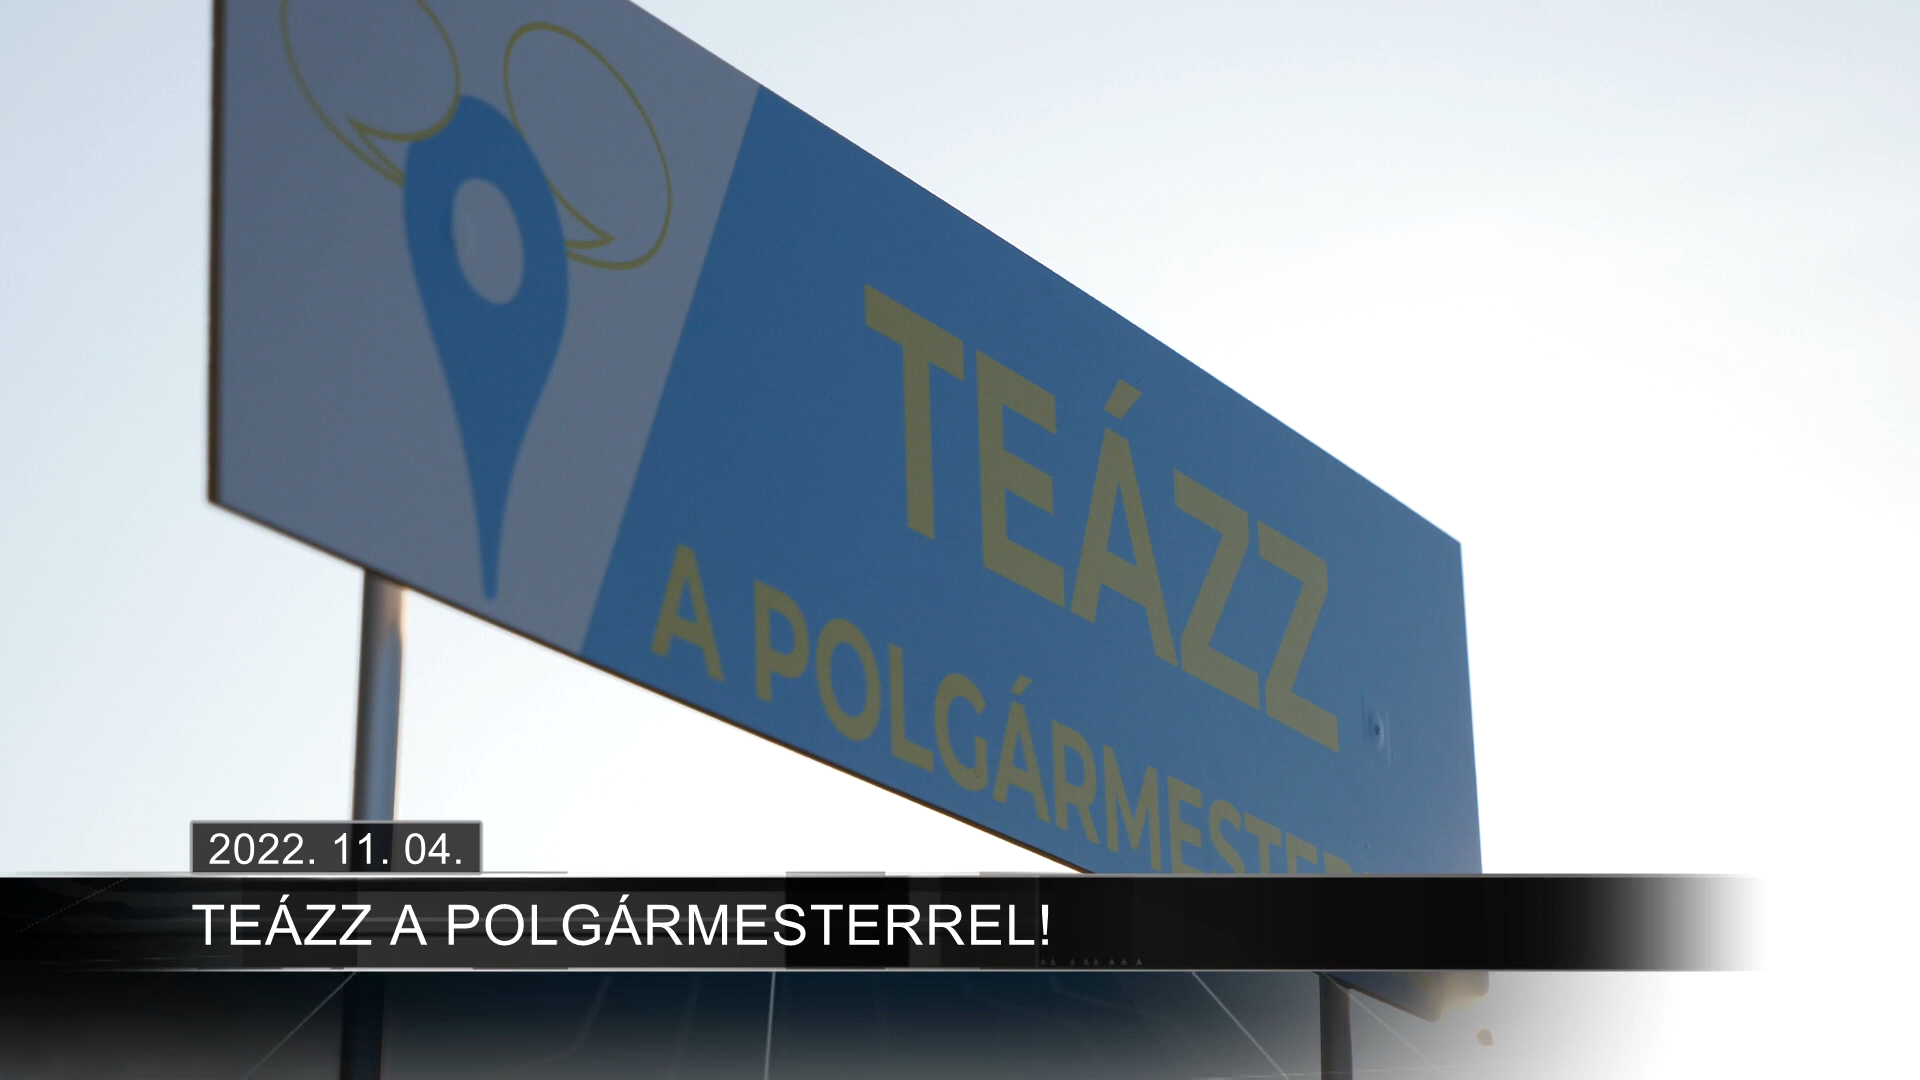 TEÁZZ
A POLGÁRMESTER
2022. 11. 04.
TEÁZZ A POLGÁRMESTERREL!